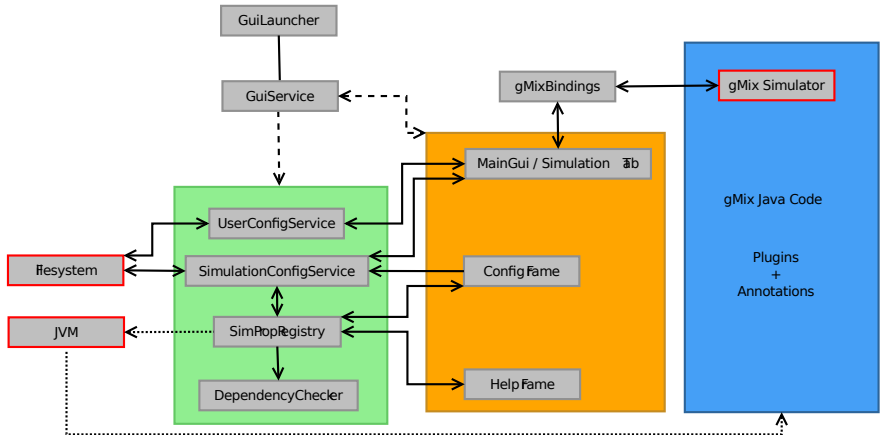 GuiLauncher
GuiService
gMixBindings
gMix Simulator
MainGui / Simulation Tab
UserConfigService
gMix Java Code
Filesystem
SimulationConfigService
ConfigFrame
Plugins
+
Annotations
JVM
SimPropRegistry
DependencyChecker
HelpFrame